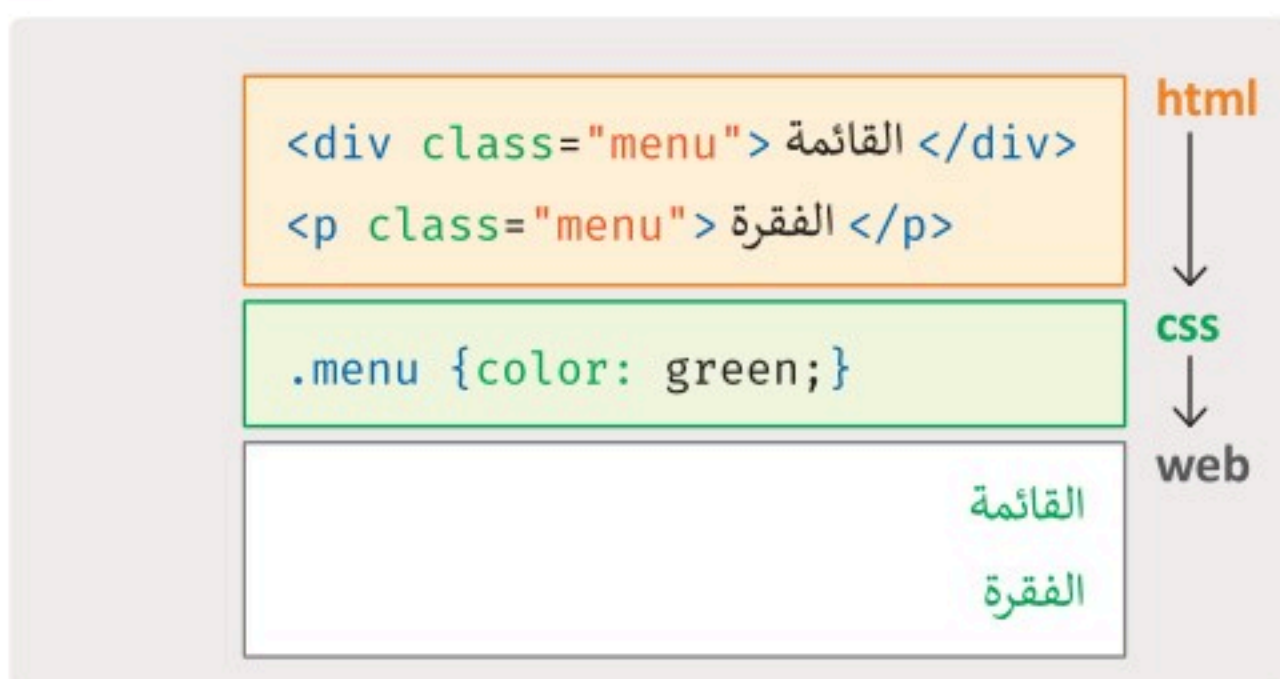 html
<div class="menu"> القائمة </div>
<p class="menu"> الفقرة </p>
css
.menu {color: green;}
web
القائمة
الفقرة